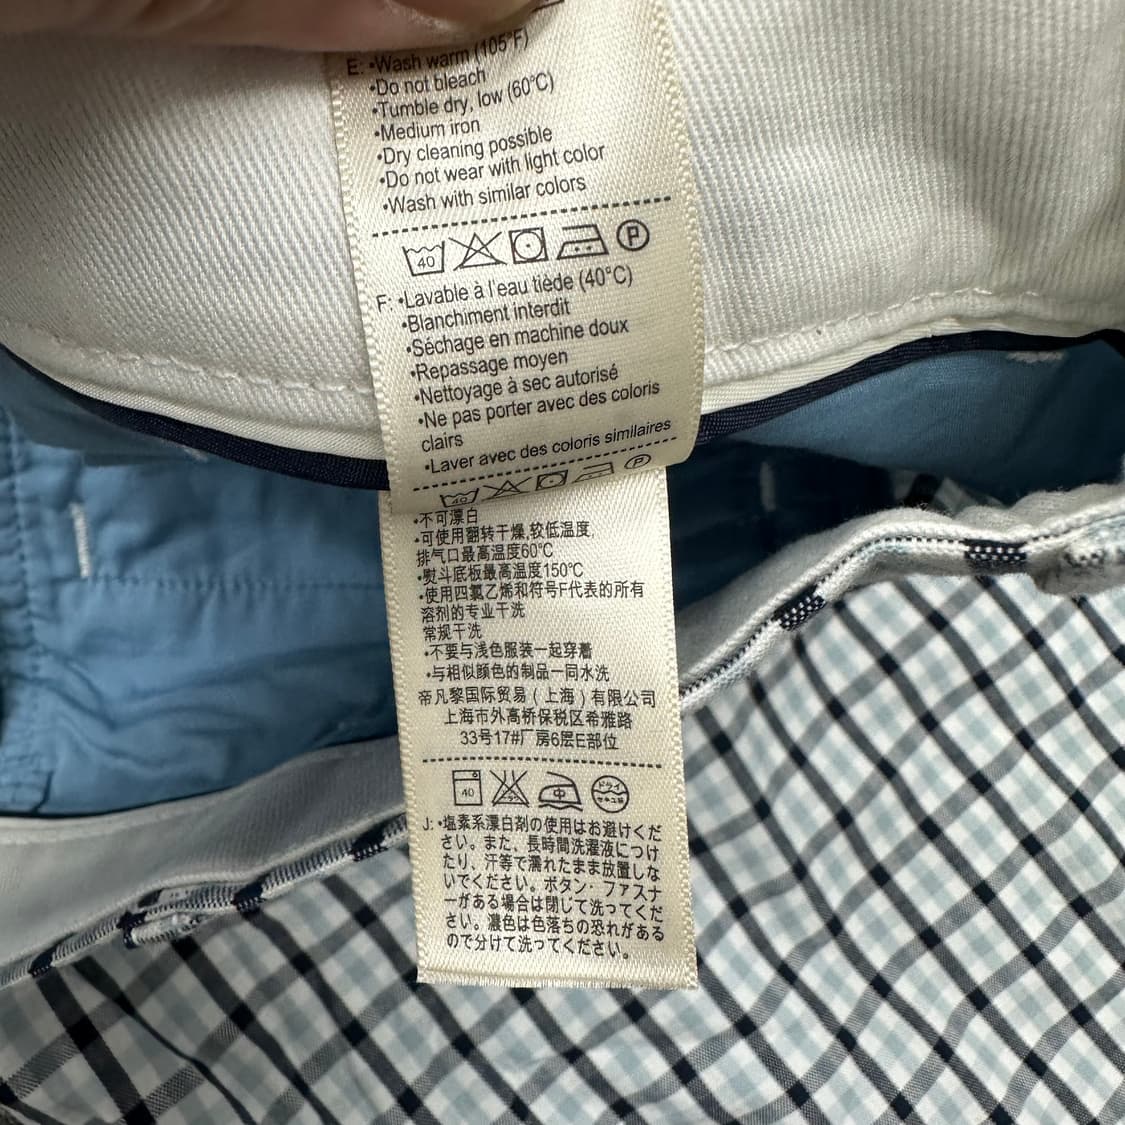 E: •Wash warm (105°F)
•Do not bleach
•Tumble dry, low (60°C)
•Medium iron
•Dry cleaning possible
•Do not wear with light color
•Wash with similar colors
40
P
F: •Lavable à l'eau tiède (40°C)
•Blanchiment interdit
•Séchage en machine doux
•Repassage moyen
•Nettoyage à sec autorisé
•Ne pas porter avec des coloris
clairs
•Laver avec des coloris similaires
40
P
•不可漂白
•可使用翻转干燥,较低温度,
排气口最高温度60°C
•熨斗底板最高温度150°C
•使用四氯乙烯和符号F代表的所有
溶剂的专业干洗
常规干洗
•不要与浅色服装一起穿着
•与相似颜色的制品一同水洗
帝凡黎国际贸易（上海）有限公司
上海市外高桥保税区希雅路
33号17#厂房6层E部位
40
中
ドライ
セキユ系
J: •塩素系漂白剤の使用はお避けくだ
さい。また、長時間洗濯液につけ
たり、汗等で濡れたまま放置しな
いでください。ボタン・ファスナ
ーがある場合は閉じて洗ってくだ
さい。濃色は色落ちの恐れがある
ので分けて洗ってください。